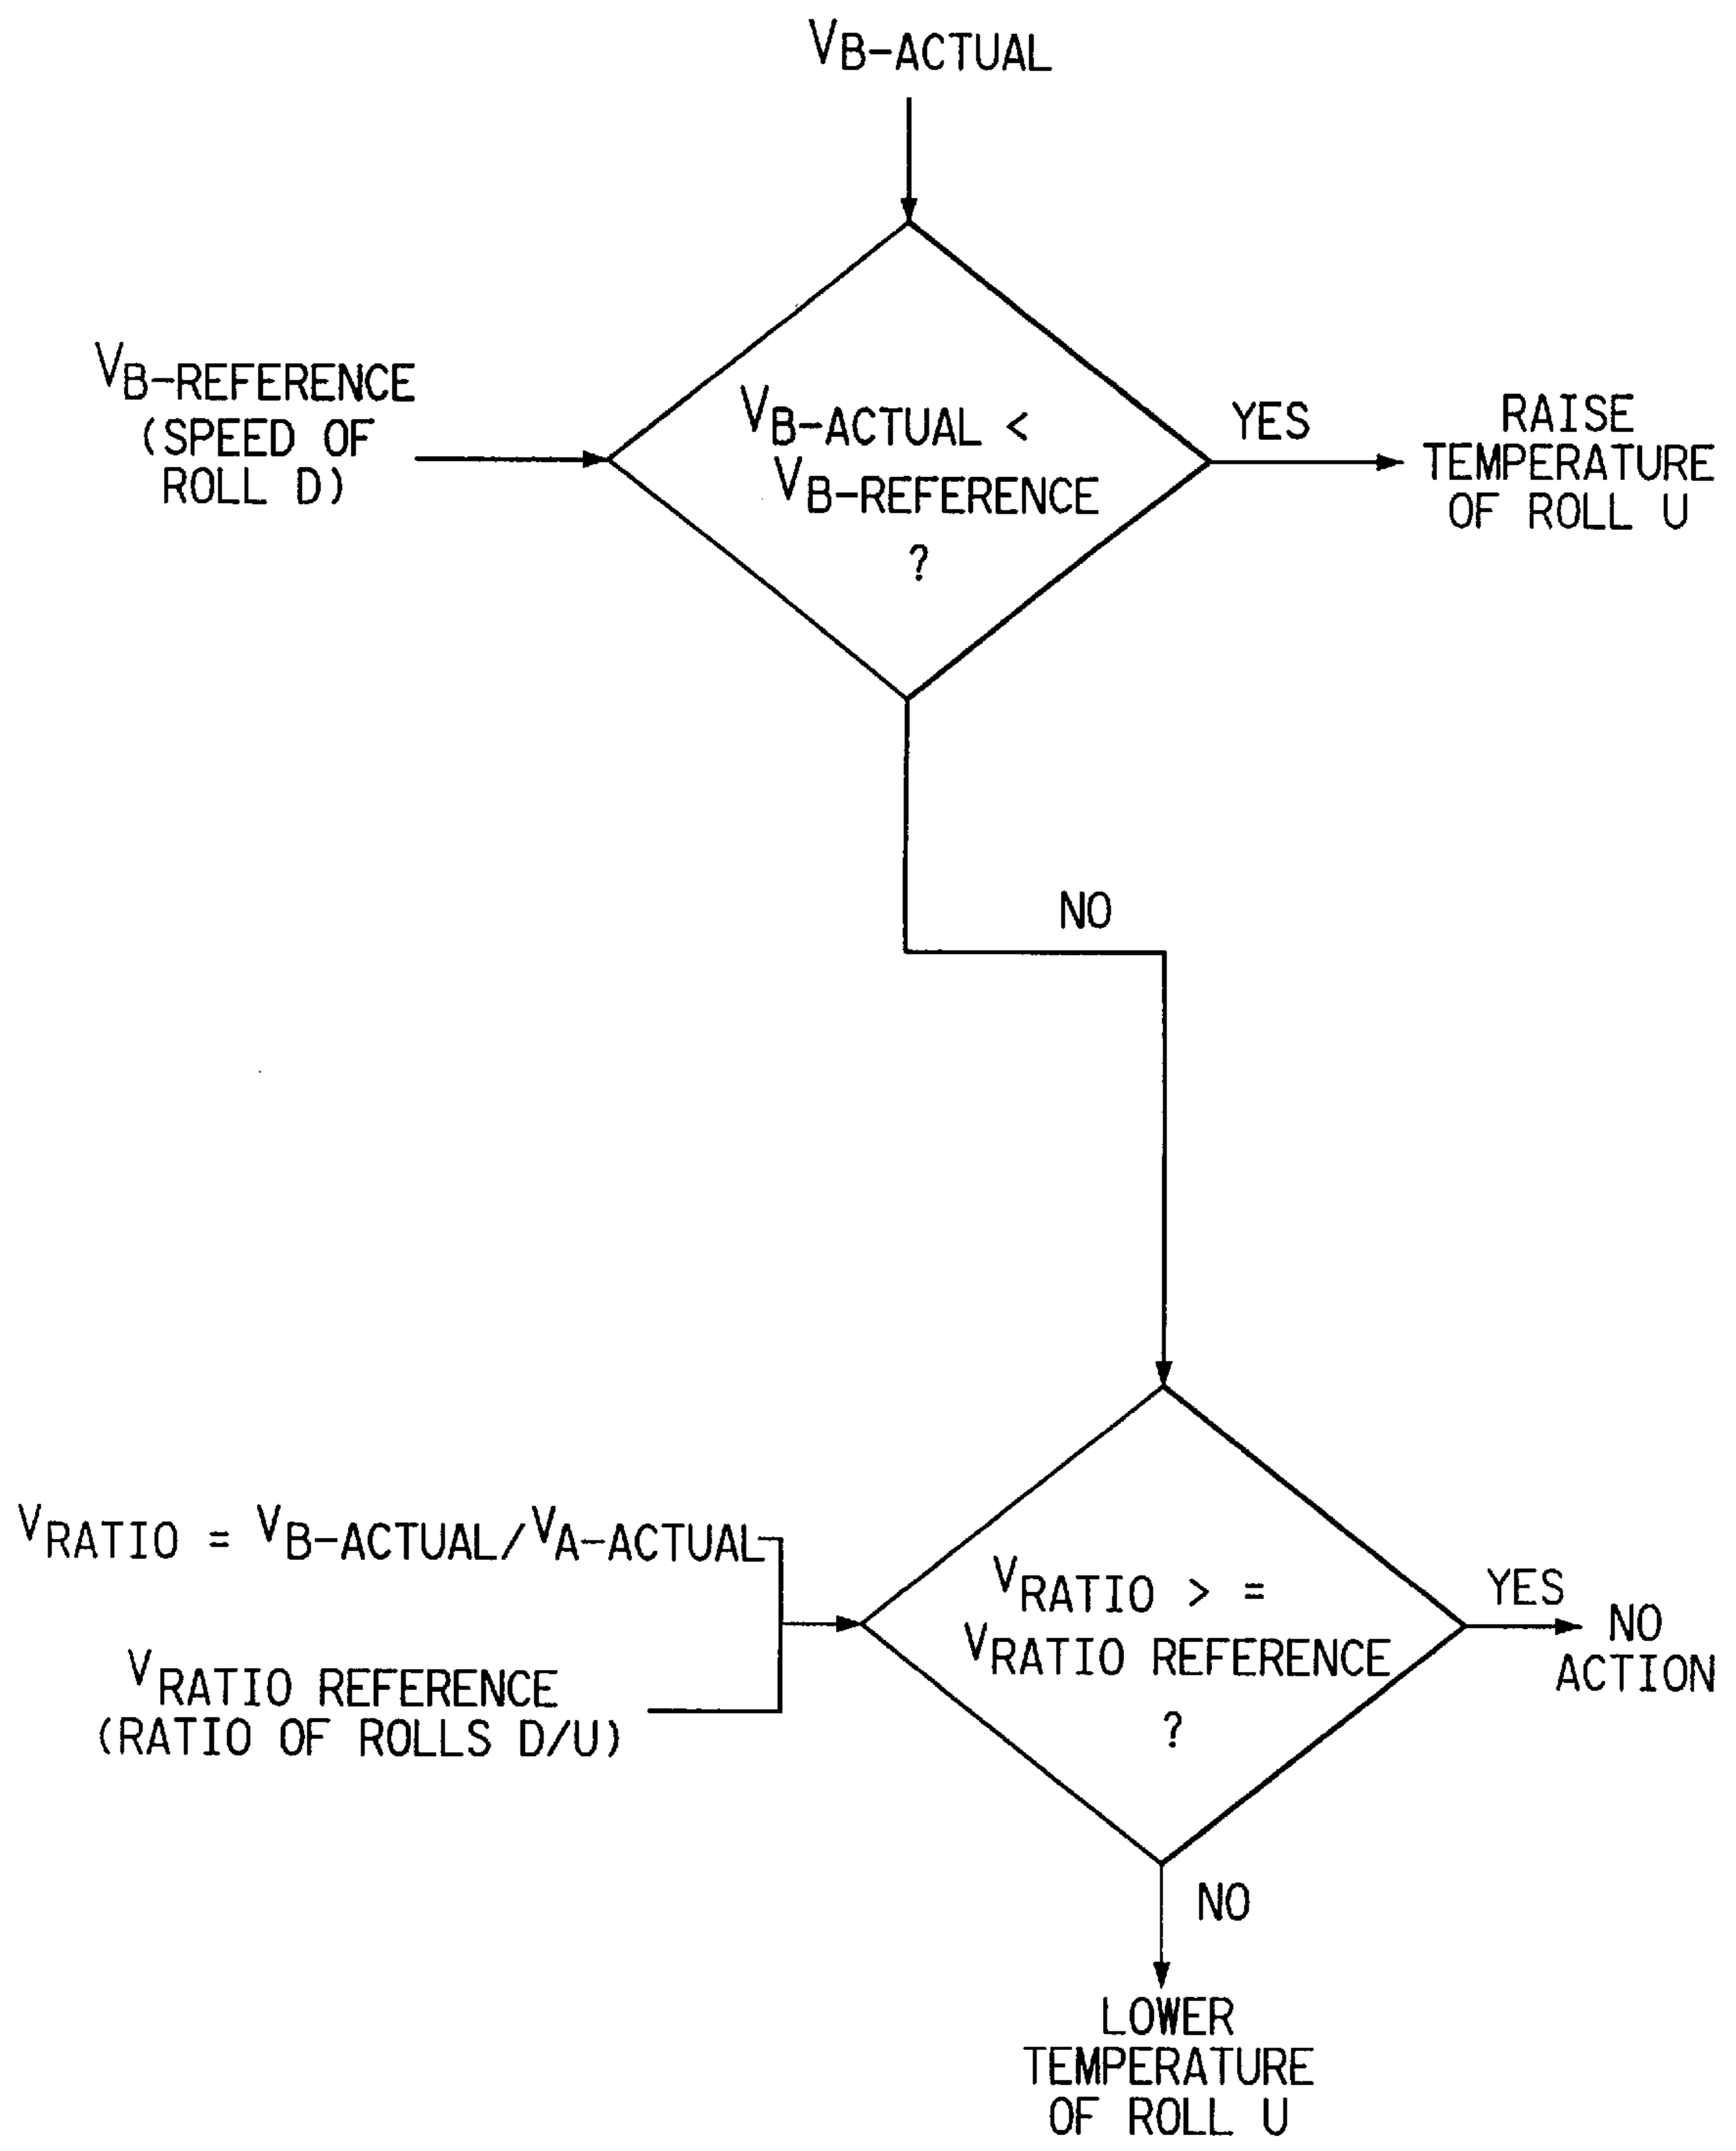 VB-ACTUAL
VB-REFERENCE
(SPEED OF
ROLL D)
VB-ACTUAL <
VB-REFERENCE
?
YES
RAISE
TEMPERATURE
OF ROLL U
NO
VRATIO = VB-ACTUAL/VA-ACTUAL
VRATIO REFERENCE
(RATIO OF ROLLS D/U)
VRATIO > =
VRATIO REFERENCE
?
YES
NO
ACTION
NO
LOWER
TEMPERATURE
OF ROLL U